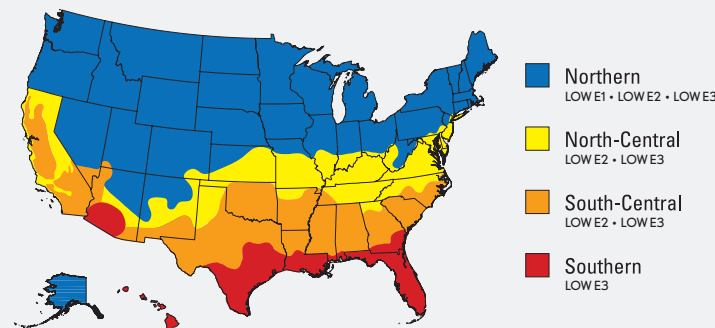 Northern
LOW E1 • LOW E2 • LOW E3
North-Central
LOW E2 • LOW E3
South-Central
LOW E2 • LOW E3
Southern
LOW E3